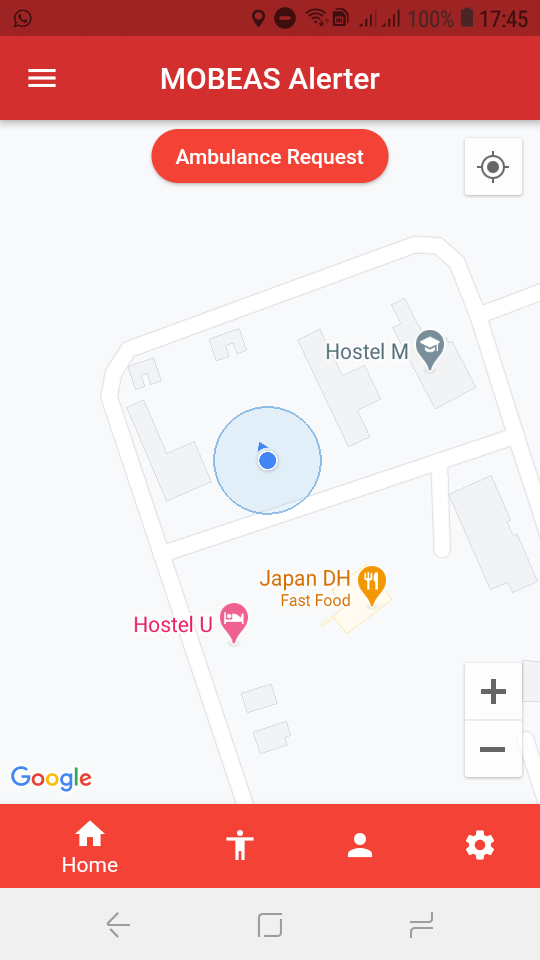 100% 17:45
MOBEAS Alerter
Ambulance Request
Hostel M
Japan DH
Fast Food
Hostel U
Google
Home